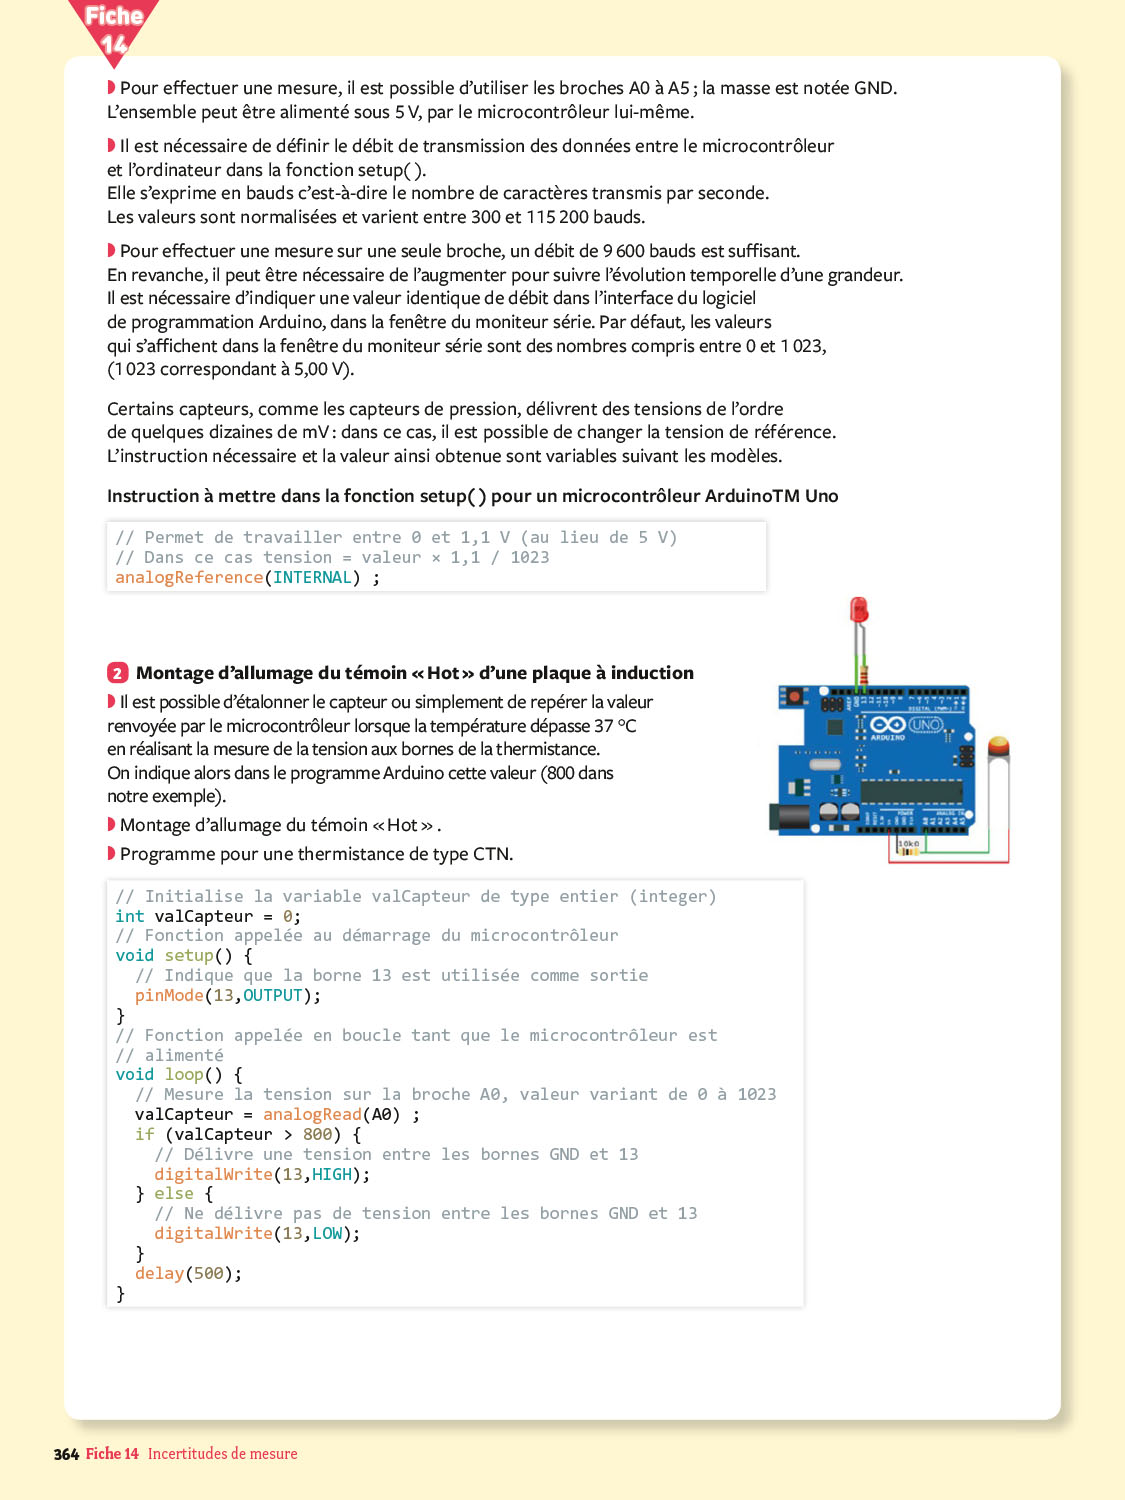 Fiche
14
Pour effectuer une mesure, il est possible d'utiliser les broches A0 à A5 ; la masse est notée GND.
L'ensemble peut être alimenté sous 5 V, par le microcontrôleur lui-même.
Il est nécessaire de définir le débit de transmission des données entre le microcontrôleur
et l'ordinateur dans la fonction setup( ).
Elle s'exprime en bauds c'est-à-dire le nombre de caractères transmis par seconde.
Les valeurs sont normalisées et varient entre 300 et 115 200 bauds.
Pour effectuer une mesure sur une seule broche, un débit de 9 600 bauds est suffisant.
En revanche, il peut être nécessaire de l'augmenter pour suivre l'évolution temporelle d'une grandeur.
Il est nécessaire d'indiquer une valeur identique de débit dans l'interface du logiciel
de programmation Arduino, dans la fenêtre du moniteur série. Par défaut, les valeurs
qui s'affichent dans la fenêtre du moniteur série sont des nombres compris entre 0 et 1 023,
(1 023 correspondant à 5,00 V).
Certains capteurs, comme les capteurs de pression, délivrent des tensions de l'ordre
de quelques dizaines de mV : dans ce cas, il est possible de changer la tension de référence.
L'instruction nécessaire et la valeur ainsi obtenue sont variables suivant les modèles.
Instruction à mettre dans la fonction setup( ) pour un microcontrôleur ArduinoTM Uno
// Permet de travailler entre 0 et 1,1 V (au lieu de 5 V)
// Dans ce cas tension = valeur × 1,1 / 1023
analogReference(INTERNAL) ;
2 Montage d'allumage du témoin « Hot » d'une plaque à induction
Il est possible d'étalonner le capteur ou simplement de repérer la valeur
renvoyée par le microcontrôleur lorsque la température dépasse 37 °C
en réalisant la mesure de la tension aux bornes de la thermistance.
On indique alors dans le programme Arduino cette valeur (800 dans
notre exemple).
Montage d'allumage du témoin « Hot » .
Programme pour une thermistance de type CTN.
DIGITAL (PWM~)
UNO
ARDUINO
POWER
ANALOG IN
10kΩ
// Initialise la variable valCapteur de type entier (integer)
int valCapteur = 0;
// Fonction appelée au démarrage du microcontrôleur
void setup() {
// Indique que la borne 13 est utilisée comme sortie
pinMode(13,OUTPUT);
}
// Fonction appelée en boucle tant que le microcontrôleur est
// alimenté
void loop() {
// Mesure la tension sur la broche A0, valeur variant de 0 à 1023
valCapteur = analogRead(A0) ;
if (valCapteur > 800) {
// Délivre une tension entre les bornes GND et 13
digitalWrite(13,HIGH);
} else {
// Ne délivre pas de tension entre les bornes GND et 13
digitalWrite(13,LOW);
}
delay(500);
}
364 Fiche 14 Incertitudes de mesure